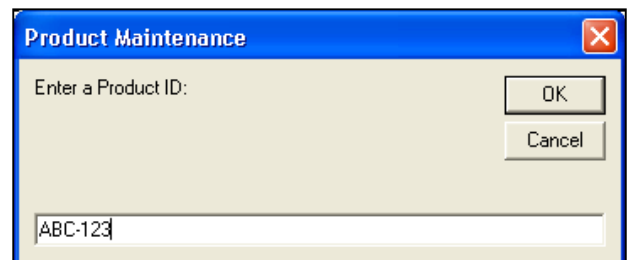 Product Maintenance
Enter a Product ID:
OK
Cancel
ABC-123